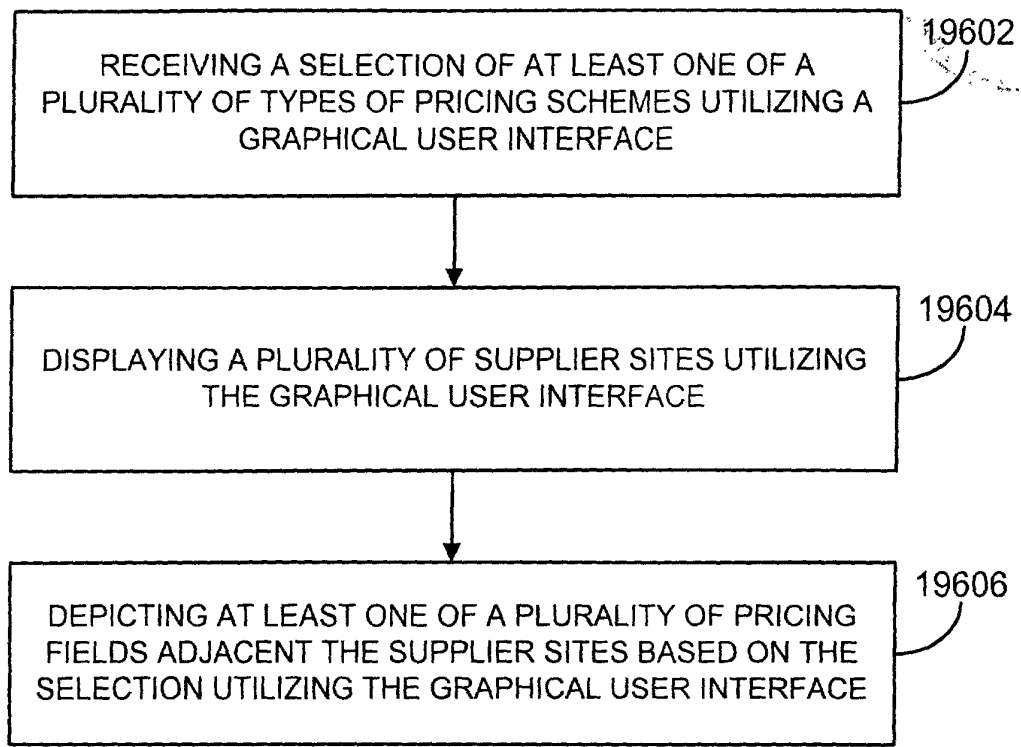 19602
RECEIVING A SELECTION OF AT LEAST ONE OF A
PLURALITY OF TYPES OF PRICING SCHEMES UTILIZING A
GRAPHICAL USER INTERFACE
19604
DISPLAYING A PLURALITY OF SUPPLIER SITES UTILIZING
THE GRAPHICAL USER INTERFACE
19606
DEPICTING AT LEAST ONE OF A PLURALITY OF PRICING
FIELDS ADJACENT THE SUPPLIER SITES BASED ON THE
SELECTION UTILIZING THE GRAPHICAL USER INTERFACE